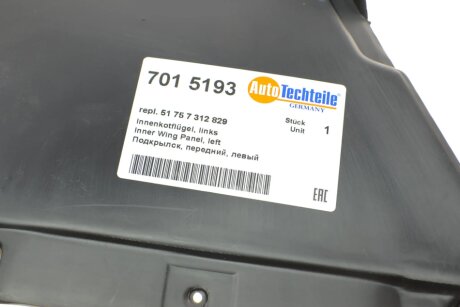 701 5193
AutoTechteile
GERMANY
repl. 51 75 7 312 829
Innenkotflügel, links
Inner Wing Panel, left
Подкрылск, передний, левый
Stück
Unit 1
EAC